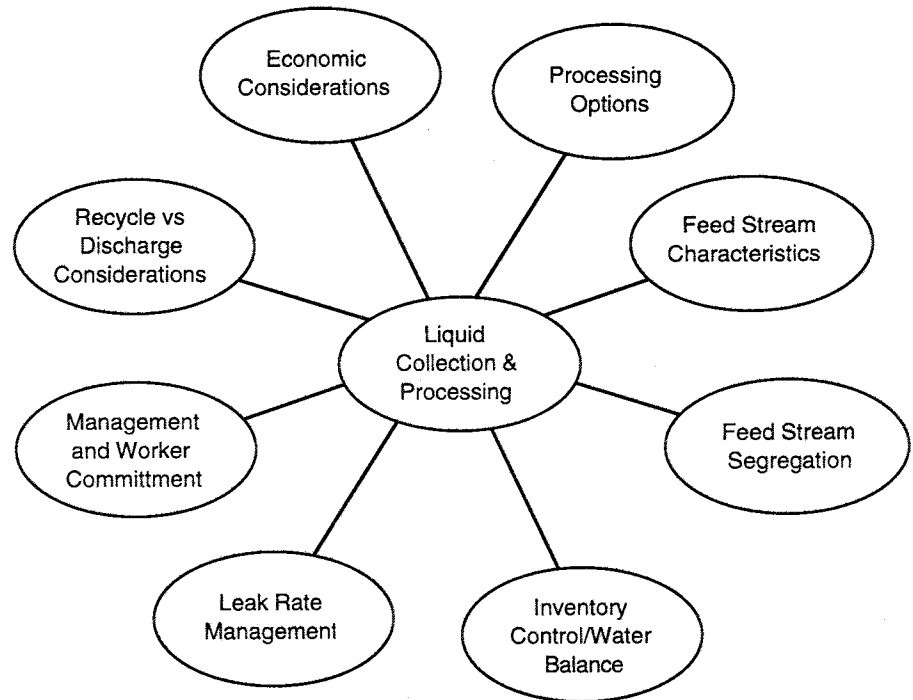 Economic
Considerations
Processing
Options
Recycle vs
Discharge
Considerations
Feed Stream
Characteristics
Liquid
Collection &
Processing
Management
and Worker
Committment
Feed Stream
Segregation
Leak Rate
Management
Inventory
Control/Water
Balance